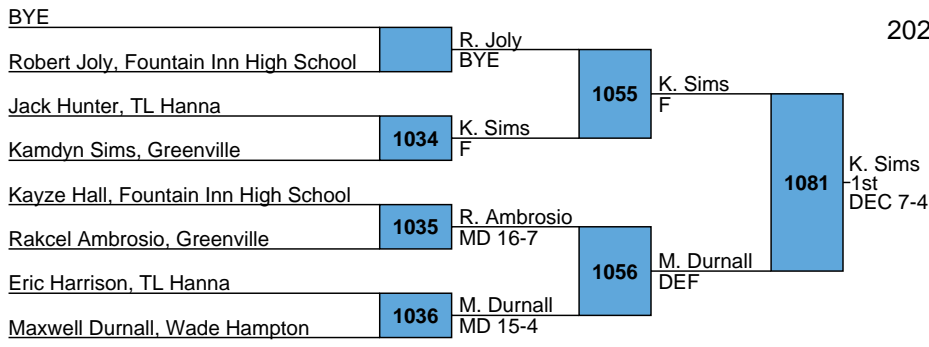 BYE
202
R. Joly
BYE
Robert Joly, Fountain Inn High School
K. Sims
F
1055
Jack Hunter, TL Hanna
1034
K. Sims
F
Kamdyn Sims, Greenville
K. Sims
1st
DEC 7-4
1081
Kayze Hall, Fountain Inn High School
1035
R. Ambrosio
MD 16-7
Rakcel Ambrosio, Greenville
M. Durnall
DEF
1056
Eric Harrison, TL Hanna
1036
M. Durnall
MD 15-4
Maxwell Durnall, Wade Hampton